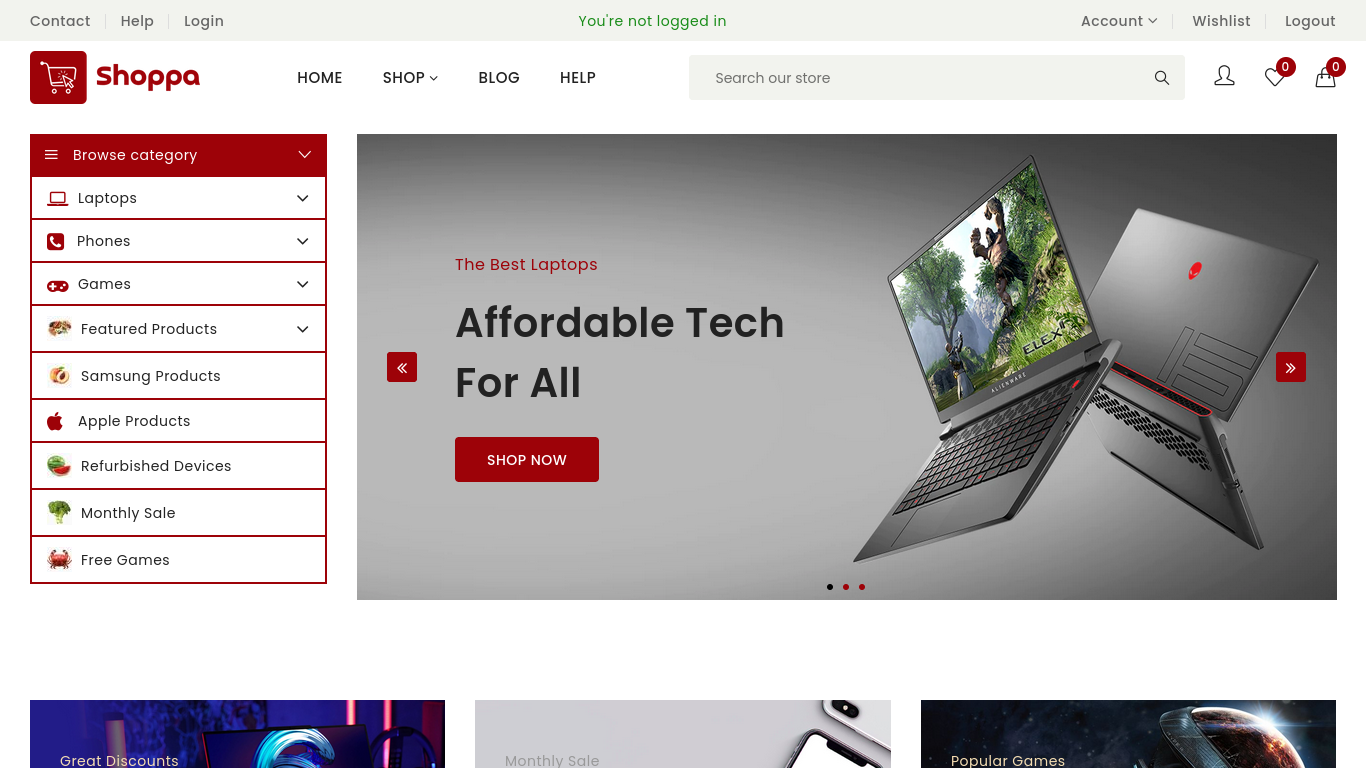 Contact
Help
Login
You're not logged in
Account
Wishlist
Logout
Shoppa
HOME
SHOP
BLOG
HELP
Search our store
0
0
Browse category
Laptops
Phones
Games
Featured Products
Samsung Products
Apple Products
Refurbished Devices
Monthly Sale
Free Games
The Best Laptops
Affordable Tech
For All
SHOP NOW
ELEX
ALIENWARE
15
Great Discounts
Monthly Sale
Popular Games